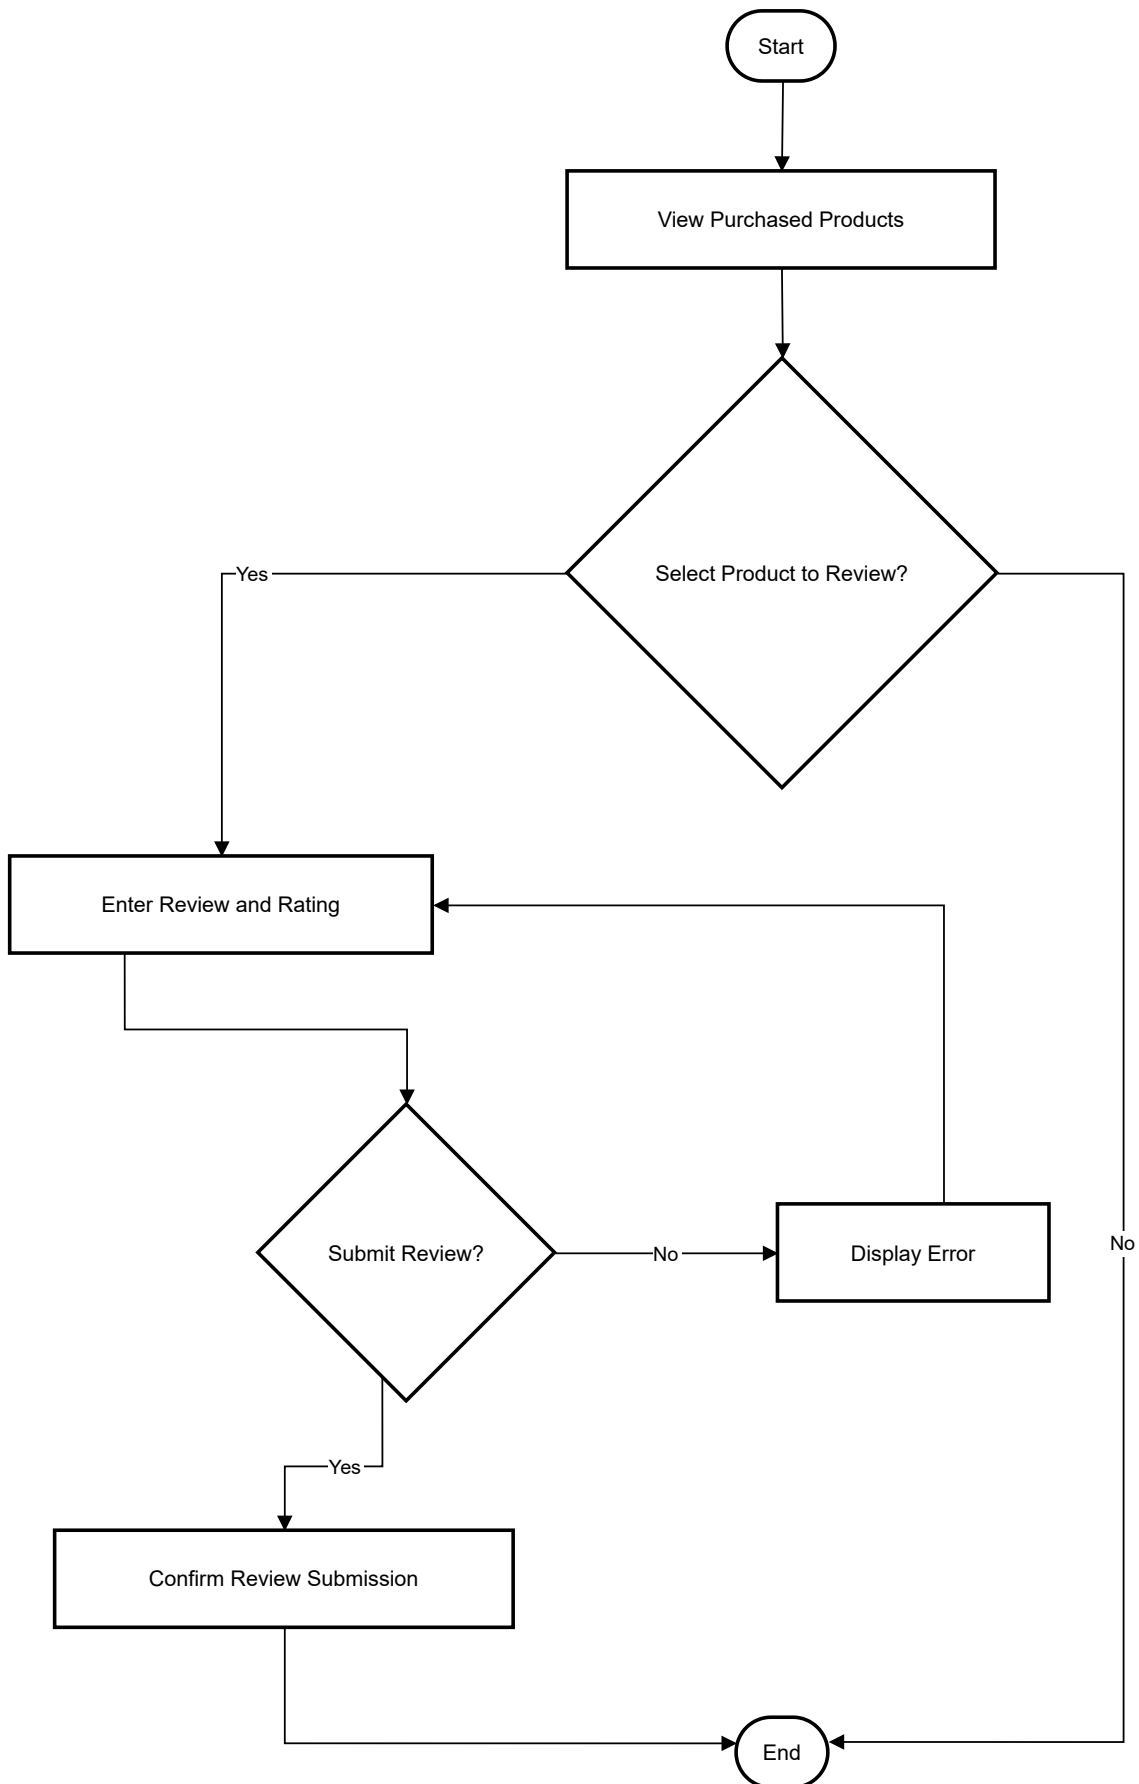 Start
View Purchased Products
Select Product to Review?
Yes
Enter Review and Rating
Submit Review?
No
Display Error
No
Yes
Confirm Review Submission
End